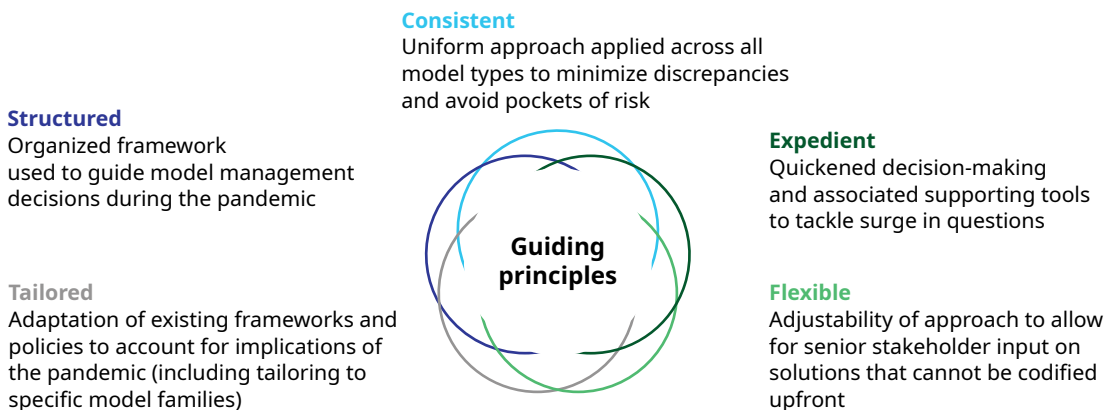 Consistent
Uniform approach applied across all
model types to minimize discrepancies
and avoid pockets of risk
Structured
Organized framework
used to guide model management
decisions during the pandemic
Expedient
Quickened decision-making
and associated supporting tools
to tackle surge in questions
Guiding
principles
Tailored
Adaptation of existing frameworks and
policies to account for implications of
the pandemic (including tailoring to
specific model families)
Flexible
Adjustability of approach to allow
for senior stakeholder input on
solutions that cannot be codified
upfront